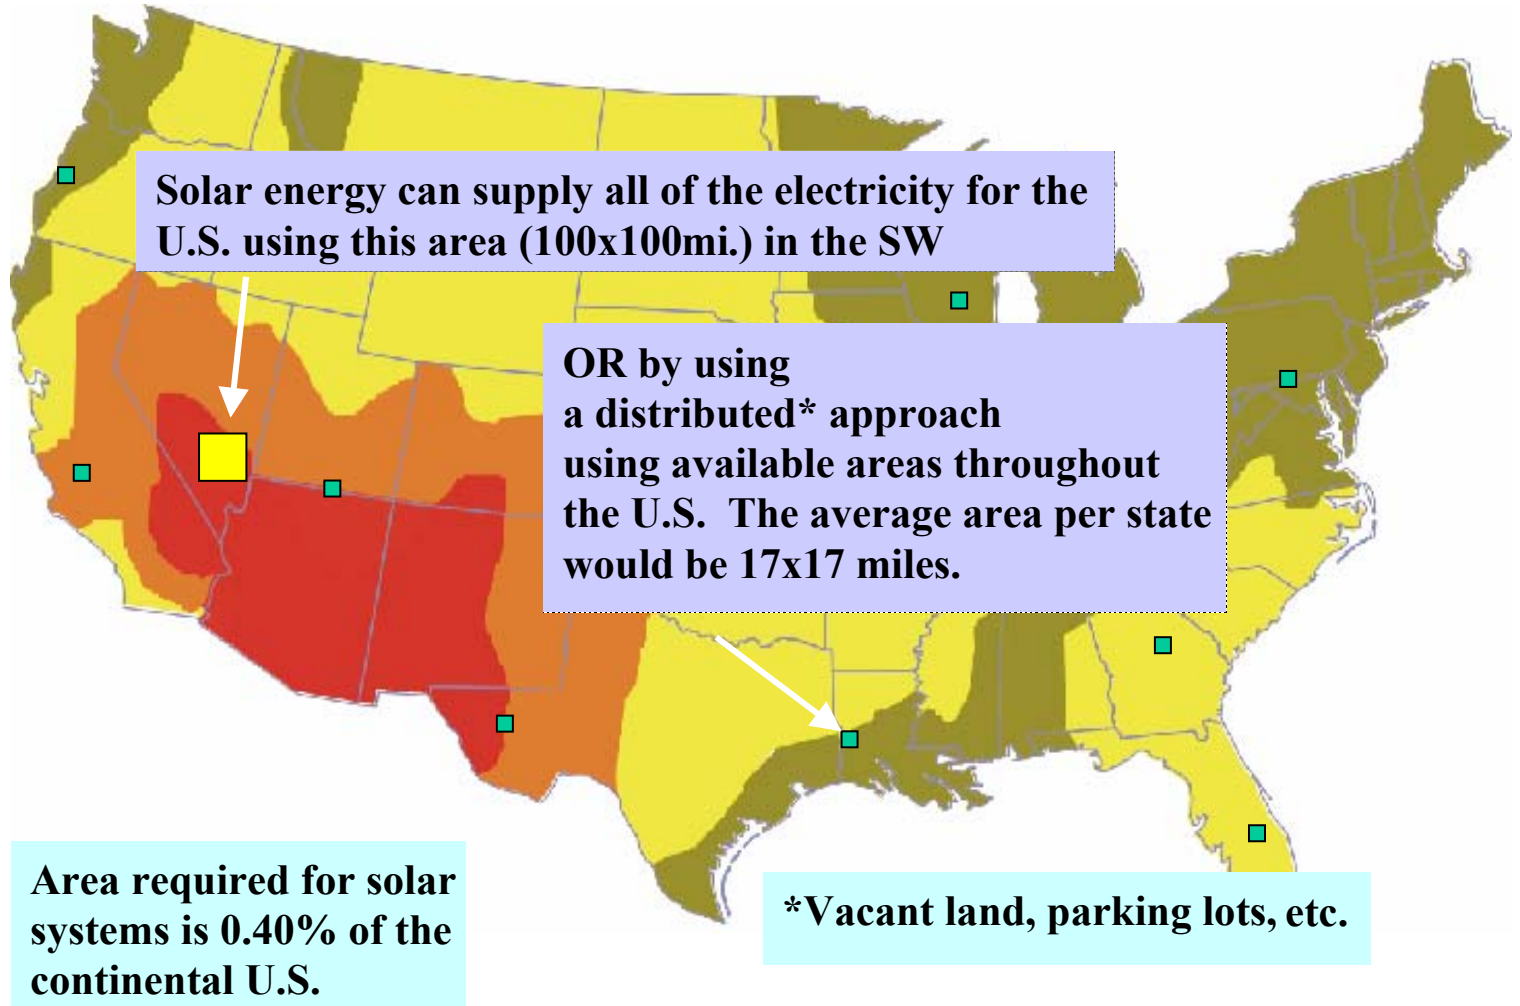 Solar energy can supply all of the electricity for the
U.S. using this area (100x100mi.) in the SW
OR by using
a distributed* approach
using available areas throughout
the U.S. The average area per state
would be 17x17 miles.
Area required for solar
systems is 0.40% of the
continental U.S.
*Vacant land, parking lots, etc.